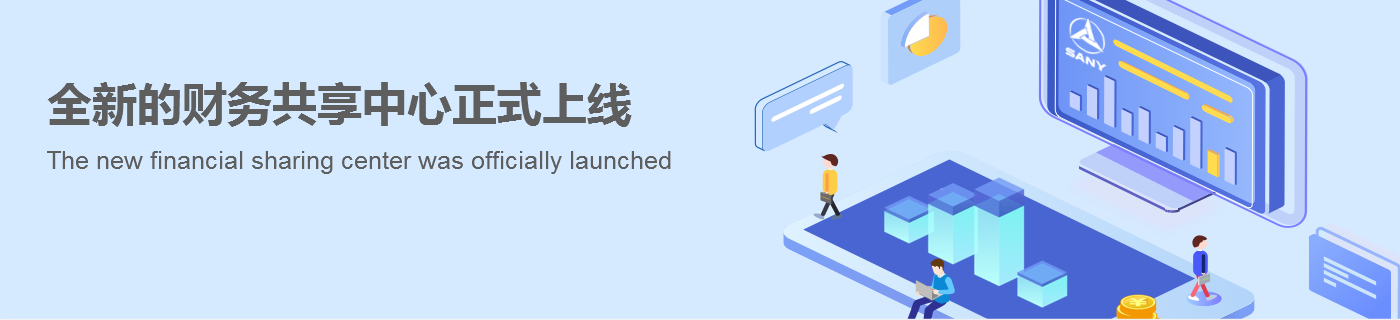 全新的财务共享中心正式上线
The new financial sharing center was officially launched
SANY
¥